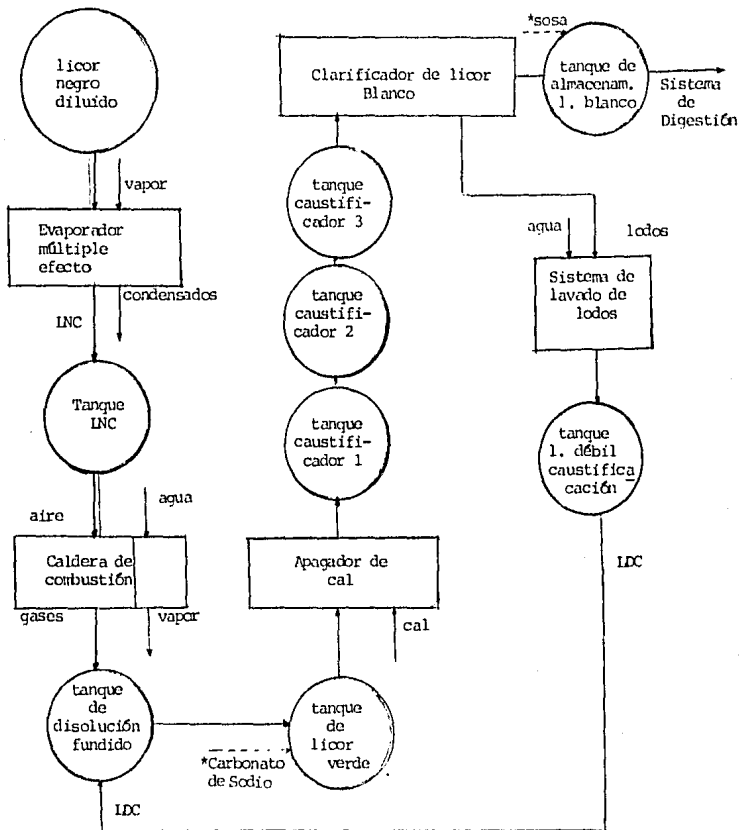 licor
negro
diluido
vapor
Evaporador
múltiple
efecto
condensados
LNC
Tanque
LNC
aire
agua
Caldera de
combustión
gases
vapor
tanque
de
disolución
fundido
LDC
*Carbonato
de Sodio
tanque
de
licor
verde
cal
Apagador de
cal
tanque
caustifi-
cador 1
tanque
caustifi-
cador 2
tanque
caustifi-
cador 3
Clarificador de licor
Blanco
*sosa
tanque de
almacenam.
l. blanco
Sistema
de
Digestión
agua
lodos
Sistema de
lavado de
lodos
tanque
l. débil
caustifica
cación
LDC